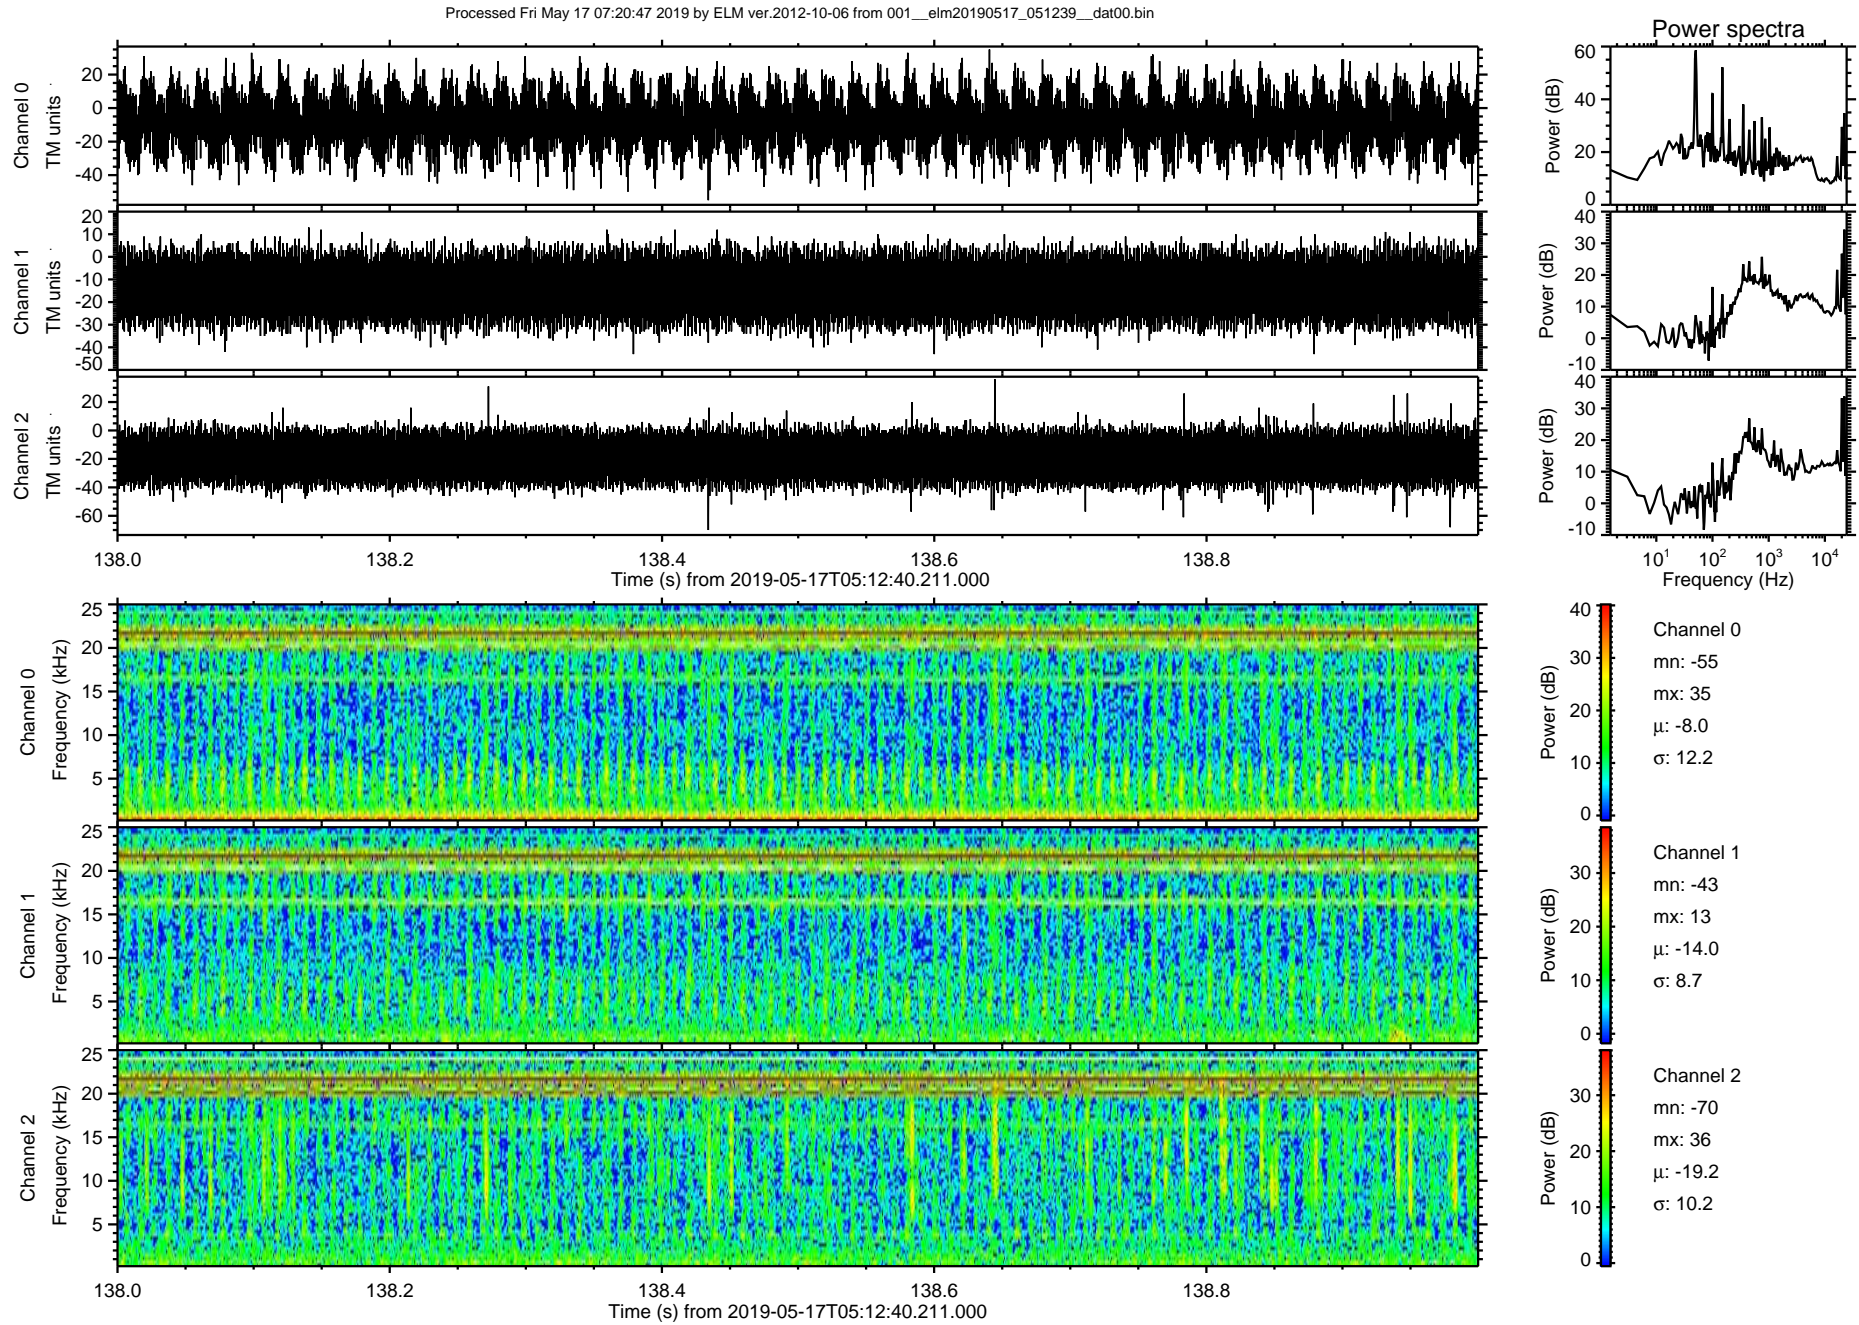 Processed Fri May 17 07:20:47 2019 by ELM ver.2012-10-06 from 001__elm20190517_051239__dat00.bin
Power spectra
Channel 0
TM units
20
0
-20
-40
Power (dB)
60
40
20
0
Channel 1
TM units
20
10
0
-10
-20
-30
-40
-50
Power (dB)
40
30
20
10
0
-10
Channel 2
TM units
20
0
-20
-40
-60
Power (dB)
40
30
20
10
0
-10
138.0 138.2 138.4 138.6 138.8
Time (s) from 2019-05-17T05:12:40.211.000
10¹ 10² 10³ 10⁴
Frequency (Hz)
Channel 0
Frequency (kHz)
25
20
15
10
5
Power (dB)
40
30
20
10
0
Channel 0
mn: -55
mx: 35
μ: -8.0
σ: 12.2
Channel 1
Frequency (kHz)
25
20
15
10
5
Power (dB)
30
20
10
0
Channel 1
mn: -43
mx: 13
μ: -14.0
σ: 8.7
Channel 2
Frequency (kHz)
25
20
15
10
5
Power (dB)
30
20
10
0
Channel 2
mn: -70
mx: 36
μ: -19.2
σ: 10.2
138.0 138.2 138.4 138.6 138.8
Time (s) from 2019-05-17T05:12:40.211.000